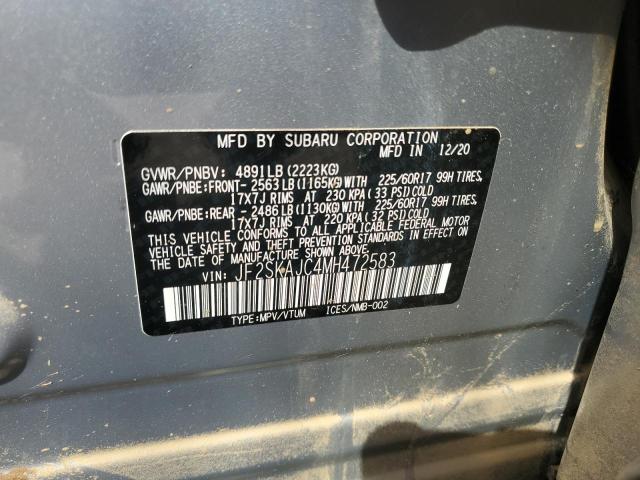 MFD BY SUBARU CORPORATION
MFD IN 12/20
GVWR/PNBV: 4891LB (2223KG)
GAWR/PNBE:FRONT- 2563LB(1165KG)WITH 225/60R17 99H TIRES,
17X7J RIMS AT 230 KPA (33 PSI)COLD
GAWR/PNBE:REAR - 2486LB(1130KG)WITH 225/60R17 99H TIRES,
17X7J RIMS AT 220 KPA(32 PSI)COLD
THIS VEHICLE CONFORMS TO ALL APPLICABLE FEDERAL MOTOR
VEHICLE SAFETY AND BUMPER STANDARDS IN EFFECT ON
THE DATE OF MANUFACTURE SHOWN ABOVE.
VIN: JF2SKAJC4MH472583
TYPE:MPV/VTUM ICES/NMB-002